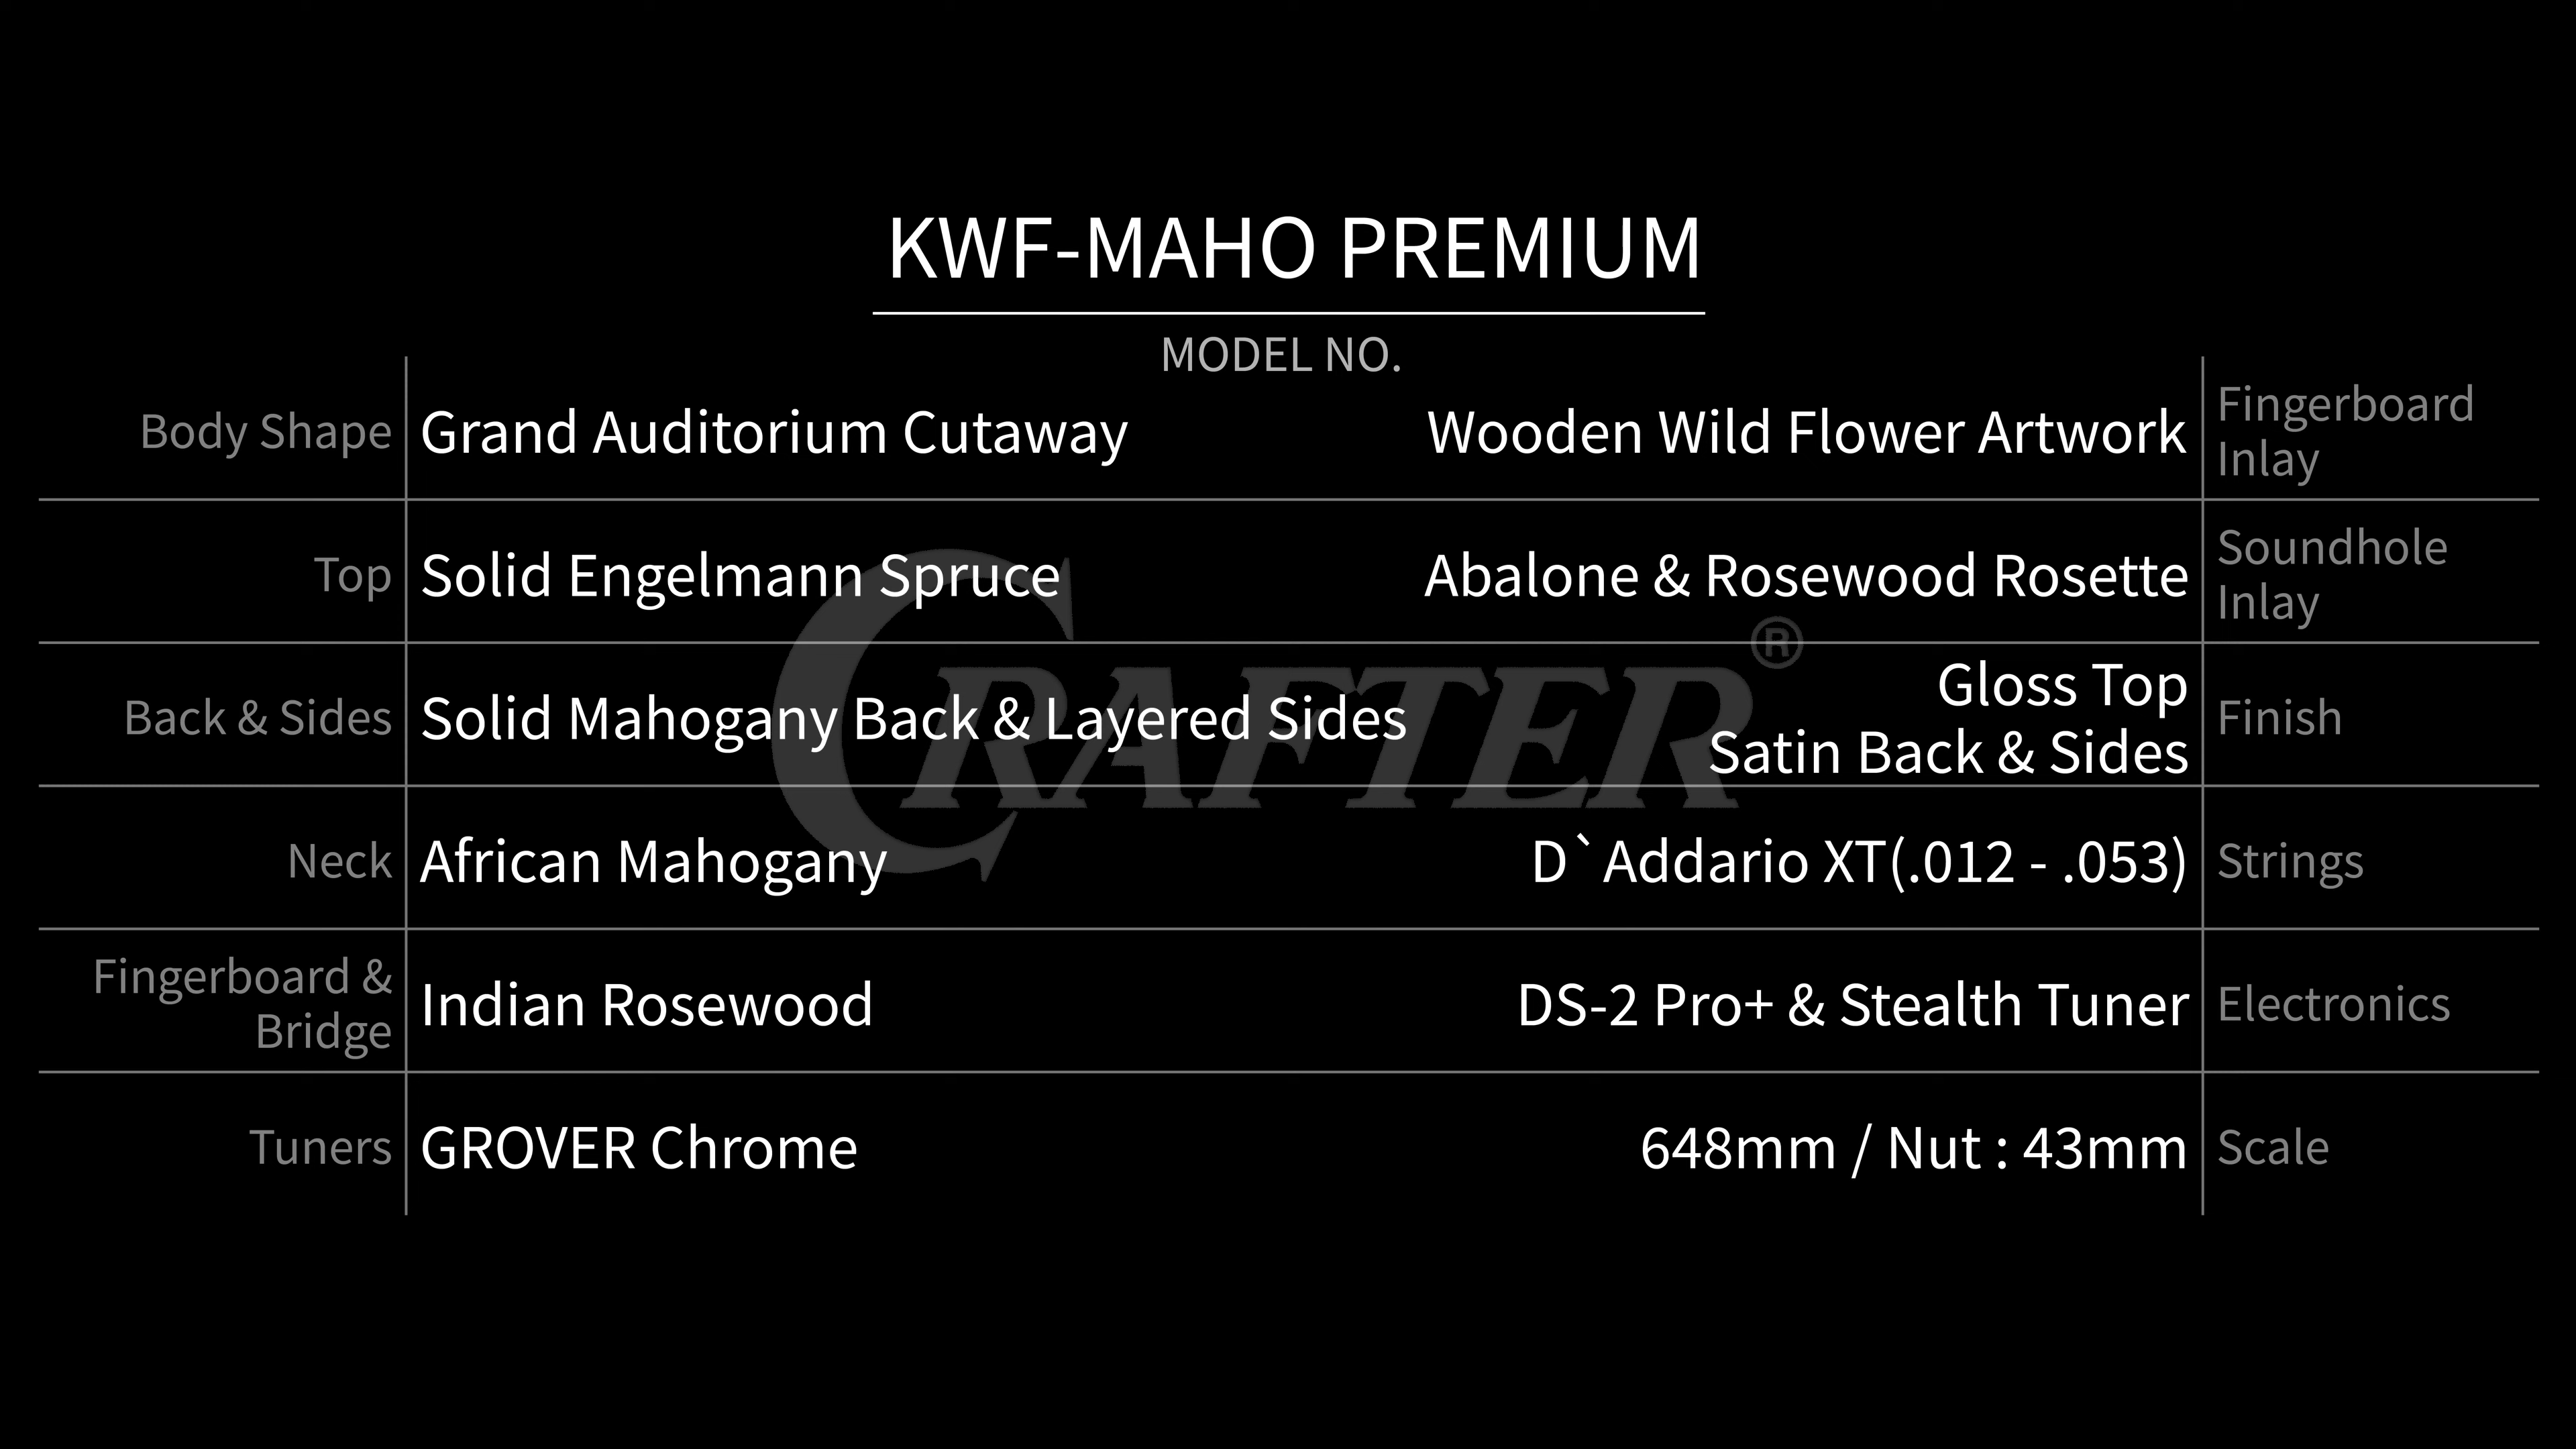 KWF-MAHO PREMIUM
MODEL NO.
Body Shape
Grand Auditorium Cutaway
Wooden Wild Flower Artwork
Fingerboard
Inlay
Top
Solid Engelmann Spruce
Abalone & Rosewood Rosette
Soundhole
Inlay
CRAFTER®
Back & Sides
Solid Mahogany Back & Layered Sides
Gloss Top
Satin Back & Sides
Finish
Neck
African Mahogany
D`Addario XT(.012 - .053)
Strings
Fingerboard &
Bridge
Indian Rosewood
DS-2 Pro+ & Stealth Tuner
Electronics
Tuners
GROVER Chrome
648mm / Nut : 43mm
Scale